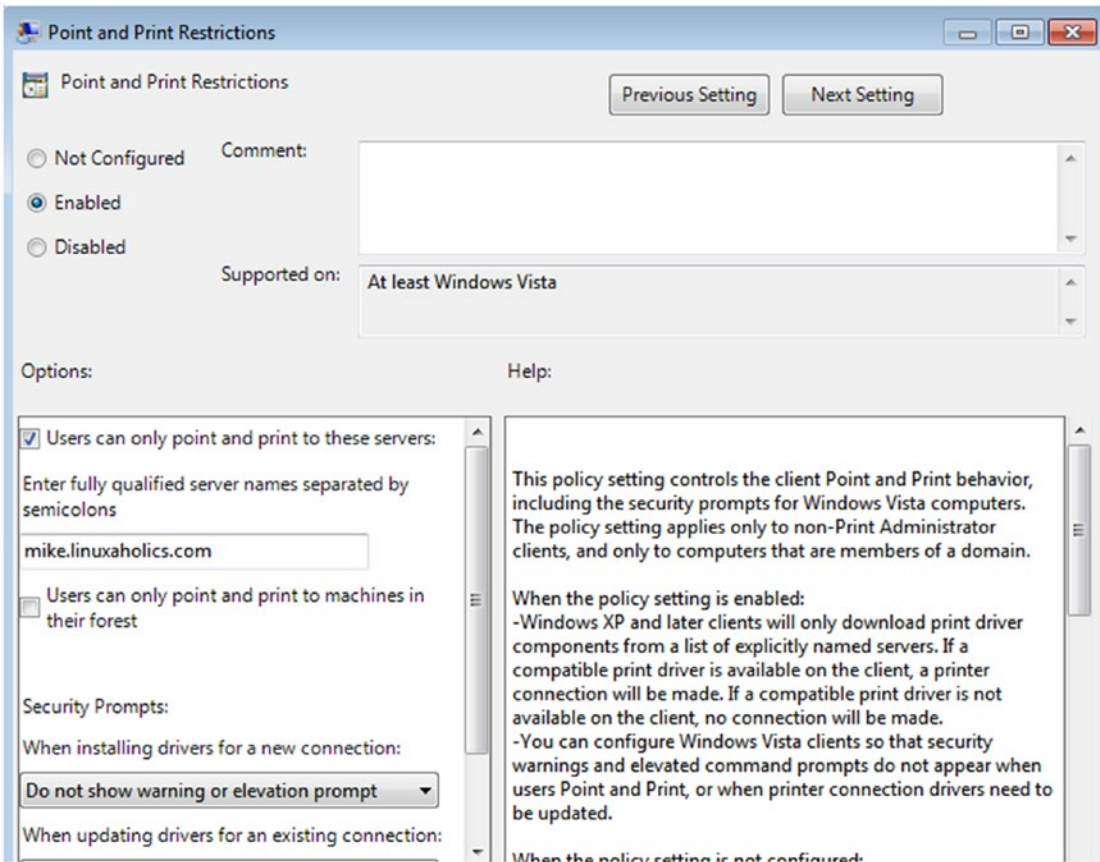 Point and Print Restrictions
Point and Print Restrictions
Previous Setting
Next Setting
Not Configured
Enabled
Disabled
Comment:
Supported on:
At least Windows Vista
Options:
Help:
Users can only point and print to these servers:
Enter fully qualified server names separated by
semicolons
mike.linuxaholics.com
Users can only point and print to machines in
their forest
Security Prompts:
When installing drivers for a new connection:
Do not show warning or elevation prompt
When updating drivers for an existing connection:
This policy setting controls the client Point and Print behavior,
including the security prompts for Windows Vista computers.
The policy setting applies only to non-Print Administrator
clients, and only to computers that are members of a domain.
When the policy setting is enabled:
-Windows XP and later clients will only download print driver
components from a list of explicitly named servers. If a
compatible print driver is available on the client, a printer
connection will be made. If a compatible print driver is not
available on the client, no connection will be made.
-You can configure Windows Vista clients so that security
warnings and elevated command prompts do not appear when
users Point and Print, or when printer connection drivers need to
be updated.
When the policy setting is not configured: